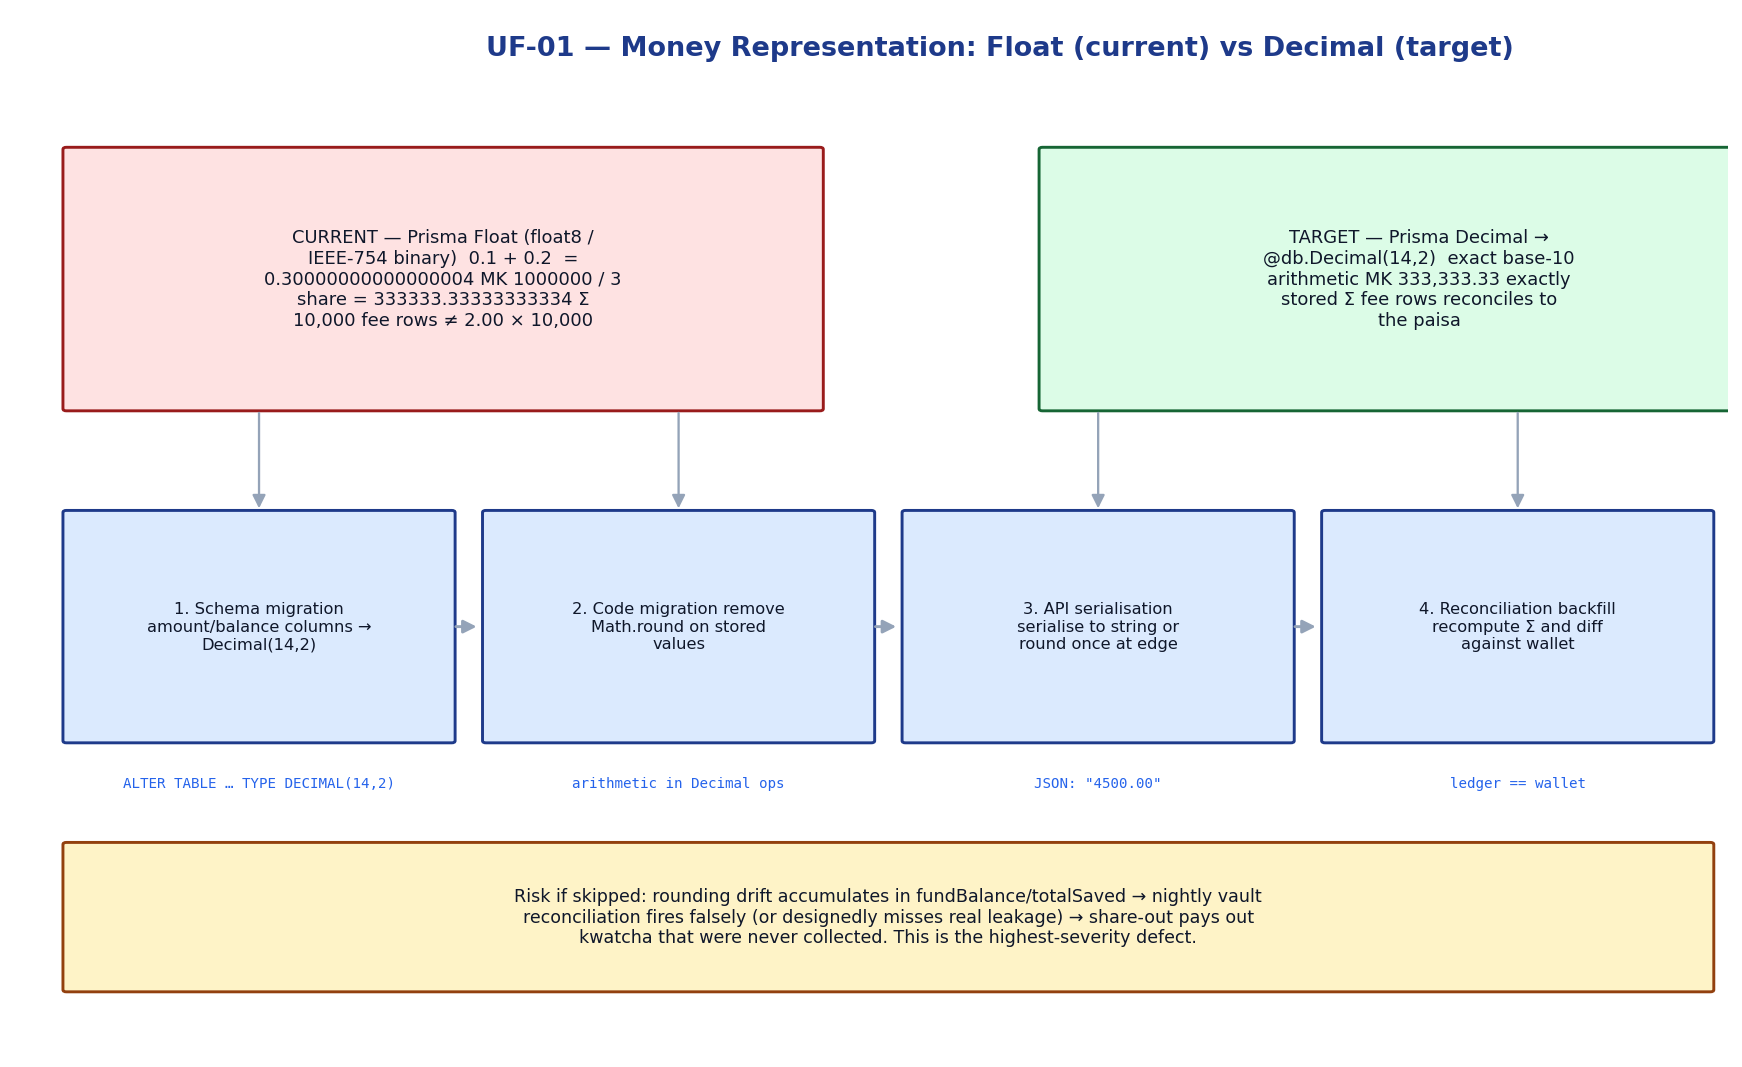 UF-01 — Money Representation: Float (current) vs Decimal (target)
CURRENT — Prisma Float (float8 /
IEEE-754 binary)  0.1 + 0.2  =
0.30000000000000004 MK 1000000 / 3
share = 333333.33333333334 Σ
10,000 fee rows ≠ 2.00 × 10,000
TARGET — Prisma Decimal →
@db.Decimal(14,2)  exact base-10
arithmetic MK 333,333.33 exactly
stored Σ fee rows reconciles to
the paisa
1. Schema migration
amount/balance columns →
Decimal(14,2)
2. Code migration remove
Math.round on stored
values
3. API serialisation
serialise to string or
round once at edge
4. Reconciliation backfill
recompute Σ and diff
against wallet
ALTER TABLE … TYPE DECIMAL(14,2)
arithmetic in Decimal ops
JSON: "4500.00"
ledger == wallet
Risk if skipped: rounding drift accumulates in fundBalance/totalSaved → nightly vault
reconciliation fires falsely (or designedly misses real leakage) → share-out pays out
kwatcha that were never collected. This is the highest-severity defect.